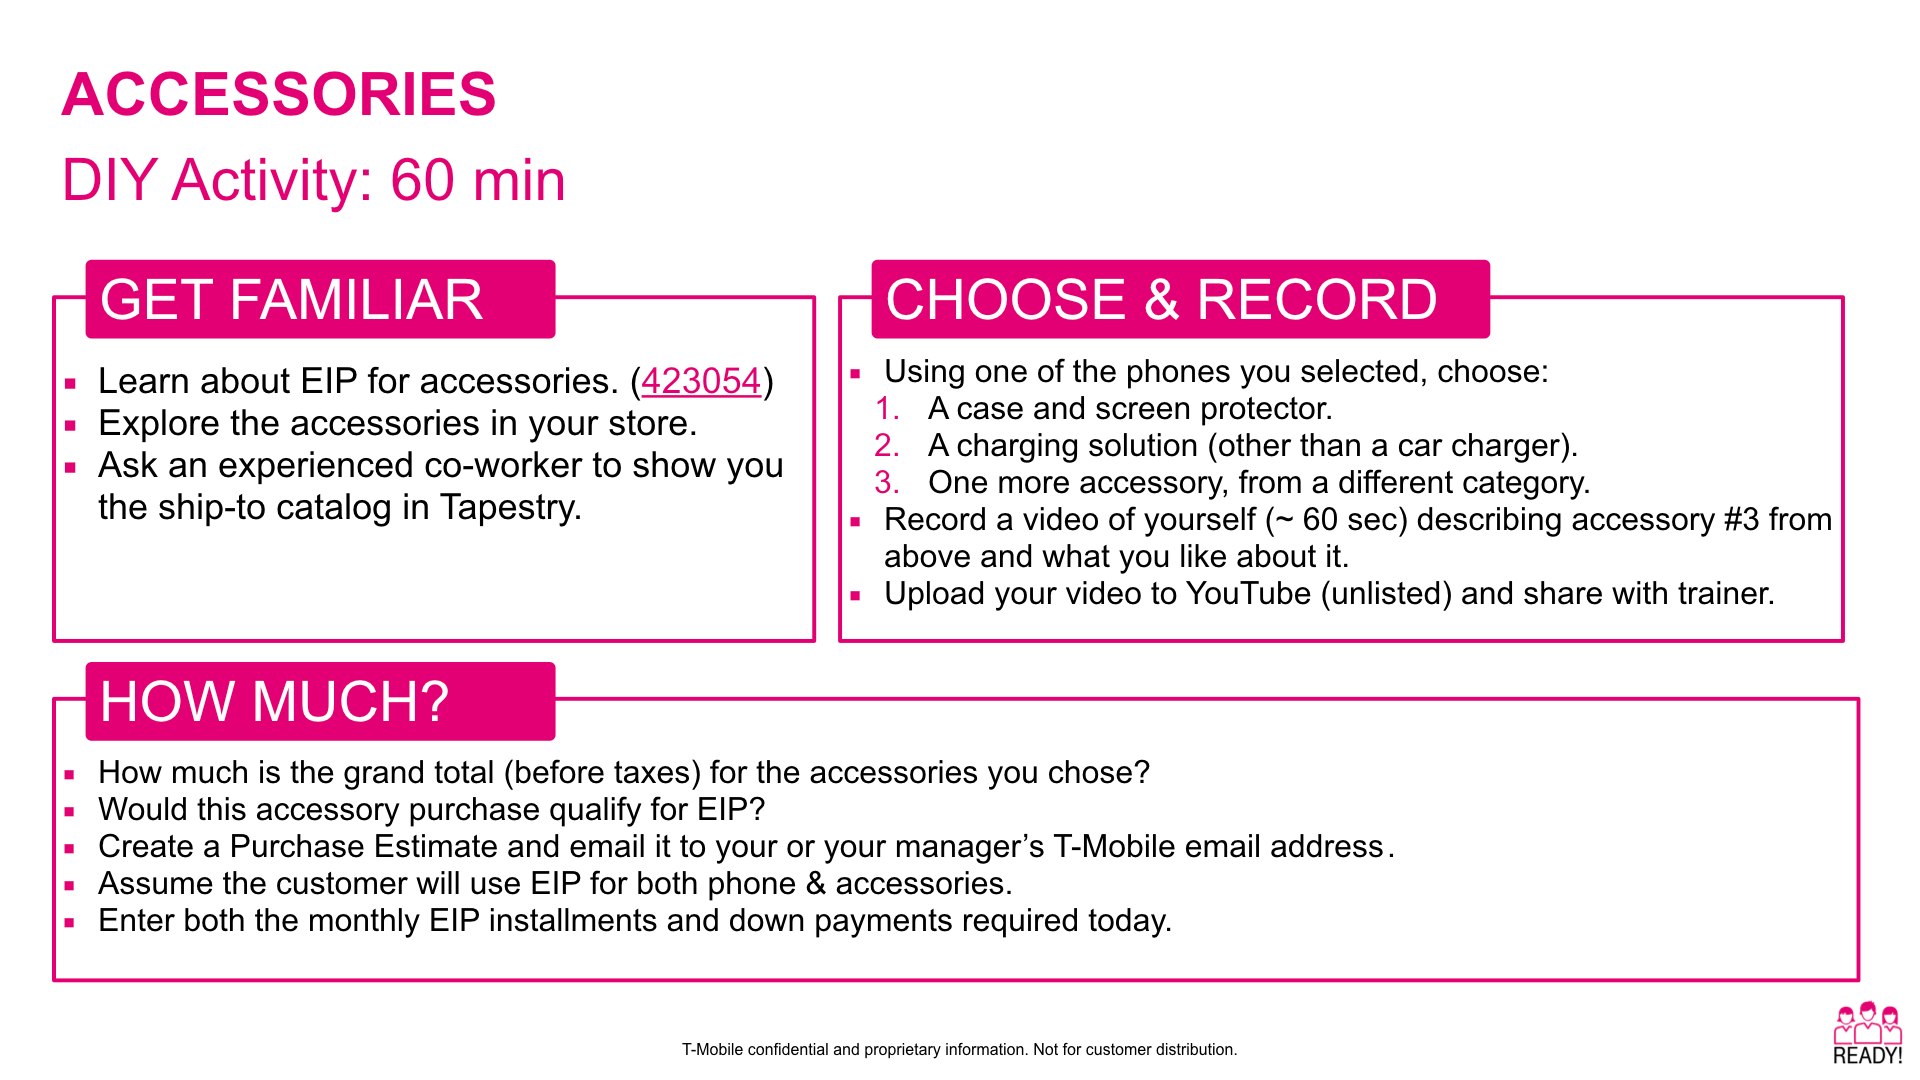 ACCESSORIES
DIY Activity: 60 min
GET FAMILIAR
▪ Learn about EIP for accessories. (423054)
▪ Explore the accessories in your store.
▪ Ask an experienced co-worker to show you
the ship-to catalog in Tapestry.
CHOOSE & RECORD
▪ Using one of the phones you selected, choose:
1. A case and screen protector.
2. A charging solution (other than a car charger).
3. One more accessory, from a different category.
▪ Record a video of yourself (~ 60 sec) describing accessory #3 from
above and what you like about it.
▪ Upload your video to YouTube (unlisted) and share with trainer.
HOW MUCH?
▪ How much is the grand total (before taxes) for the accessories you chose?
▪ Would this accessory purchase qualify for EIP?
▪ Create a Purchase Estimate and email it to your or your manager’s T-Mobile email address.
▪ Assume the customer will use EIP for both phone & accessories.
▪ Enter both the monthly EIP installments and down payments required today.
T-Mobile confidential and proprietary information. Not for customer distribution.
READY!